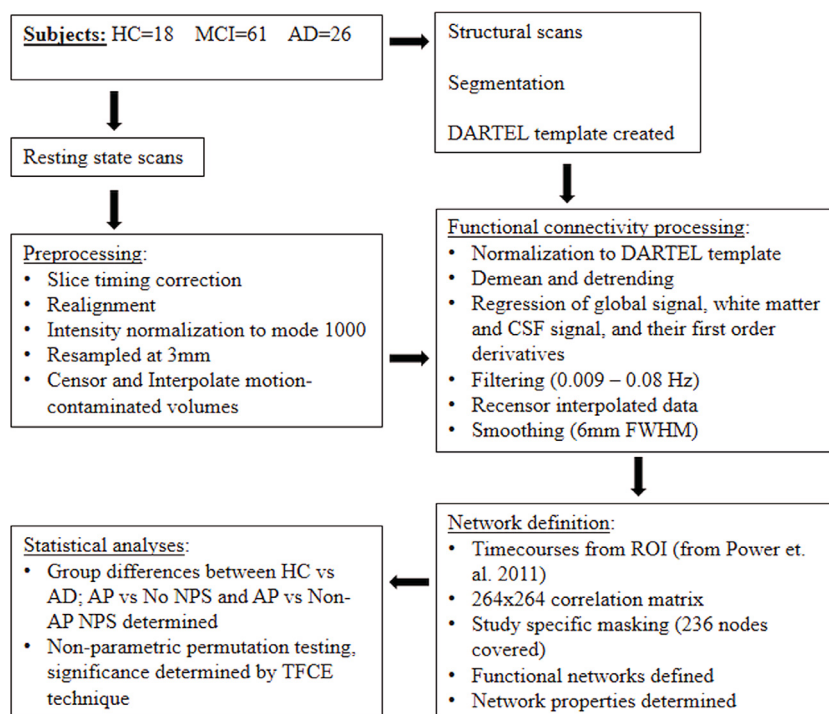 Subjects: HC=18 MCI=61 AD=26
Structural scans
Segmentation
DARTEL template created
Resting state scans
Preprocessing:
• Slice timing correction
• Realignment
• Intensity normalization to mode 1000
• Resampled at 3mm
• Censor and Interpolate motion-
contaminated volumes
Functional connectivity processing:
• Normalization to DARTEL template
• Demean and detrending
• Regression of global signal, white matter
and CSF signal, and their first order
derivatives
• Filtering (0.009 – 0.08 Hz)
• Recensor interpolated data
• Smoothing (6mm FWHM)
Network definition:
• Timecourses from ROI (from Power et.
al. 2011)
• 264x264 correlation matrix
• Study specific masking (236 nodes
covered)
• Functional networks defined
• Network properties determined
Statistical analyses:
• Group differences between HC vs
AD; AP vs No NPS and AP vs Non-
AP NPS determined
• Non-parametric permutation testing,
significance determined by TFCE
technique